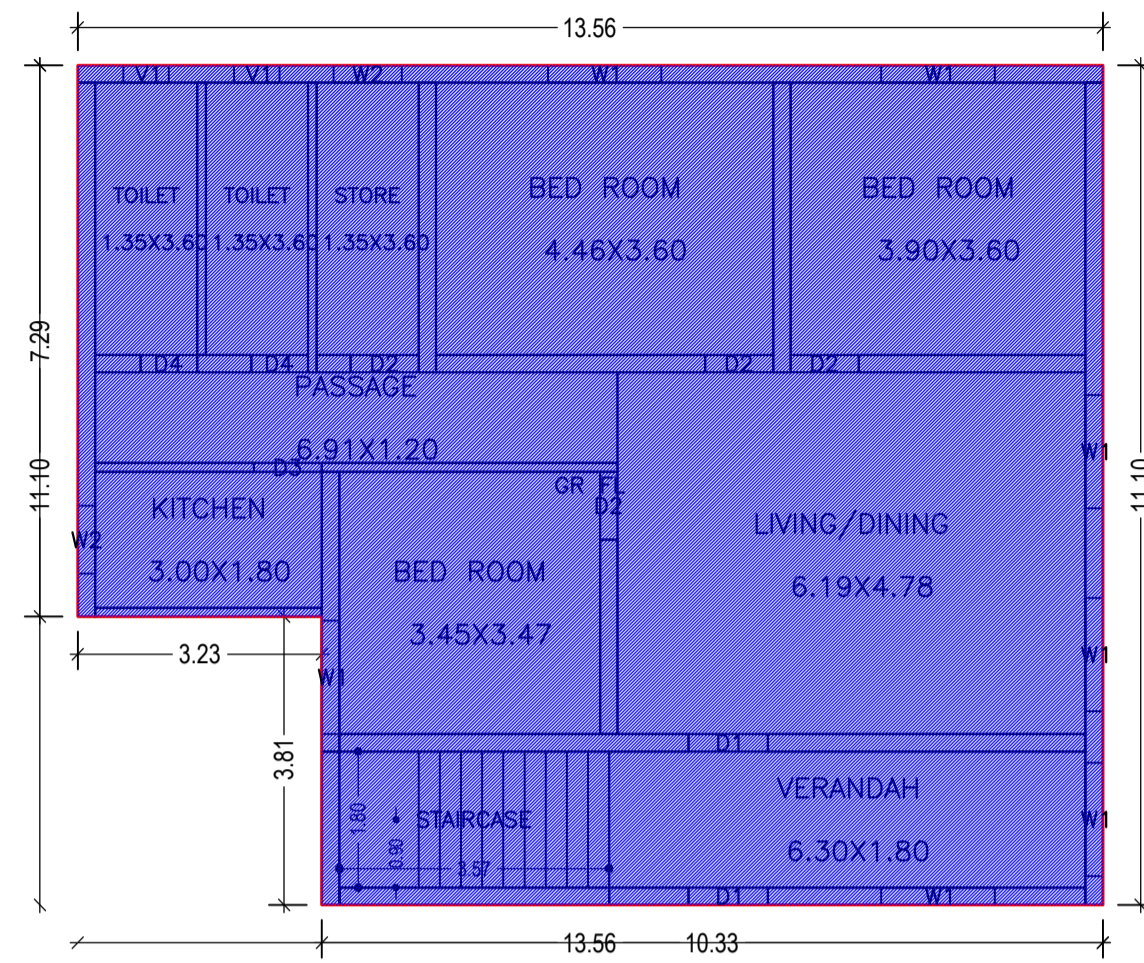 13.56
V1 V1 W2 W1 W1
TOILET TOILET STORE BED ROOM BED ROOM
1.35X3.60 1.35X3.60 1.35X3.60 4.46X3.60 3.90X3.60
7.29
D4 D4 D2 D2 D2
PASSAGE
6.91X1.20
W1
D3
11.10
11.10
GR FL
D2
KITCHEN
LIVING/DINING
W2
3.00X1.80
BED ROOM
6.19X4.78
3.45X3.47
3.23
W1
W1
D1
3.81
VERANDAH
1.80
STAIRCASE
W1
0.90
6.30X1.80
3.57
D1 W1
13.56 10.33